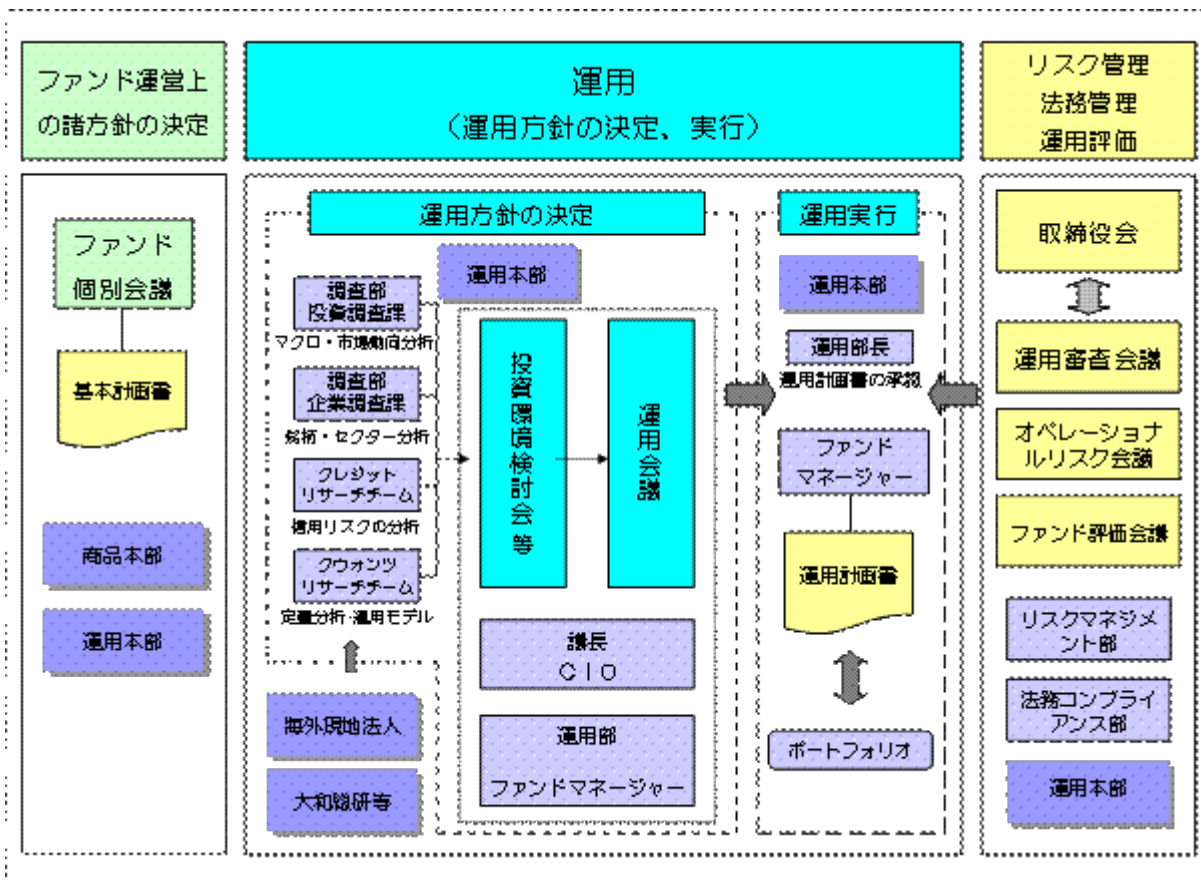 ファンド運営上
の諸方針の決定
運用
（運用方針の決定、実行）
リスク管理
法務管理
運用評価
ファンド
個別会議
基本計画書
商品本部
運用本部
運用方針の決定
運用本部
調査部
投資調査課
マクロ・市場動向分析
調査部
企業調査課
銘柄・セクター分析
クレジット
リサーチチーム
信用リスクの分析
クウォンツ
リサーチチーム
定量分析・運用モデル
海外現地法人
大和総研等
投資環境検討会等
運用会議
議長
ＣＩＯ
運用部
ファンドマネージャー
運用実行
運用本部
運用部長
運用計画書の承認
ファンド
マネージャー
運用計画書
ポートフォリオ
取締役会
運用審査会議
オペレーショナ
ルリスク会議
ファンド評価会議
リスクマネジメ
ント部
法務コンプライ
アンス部
運用本部